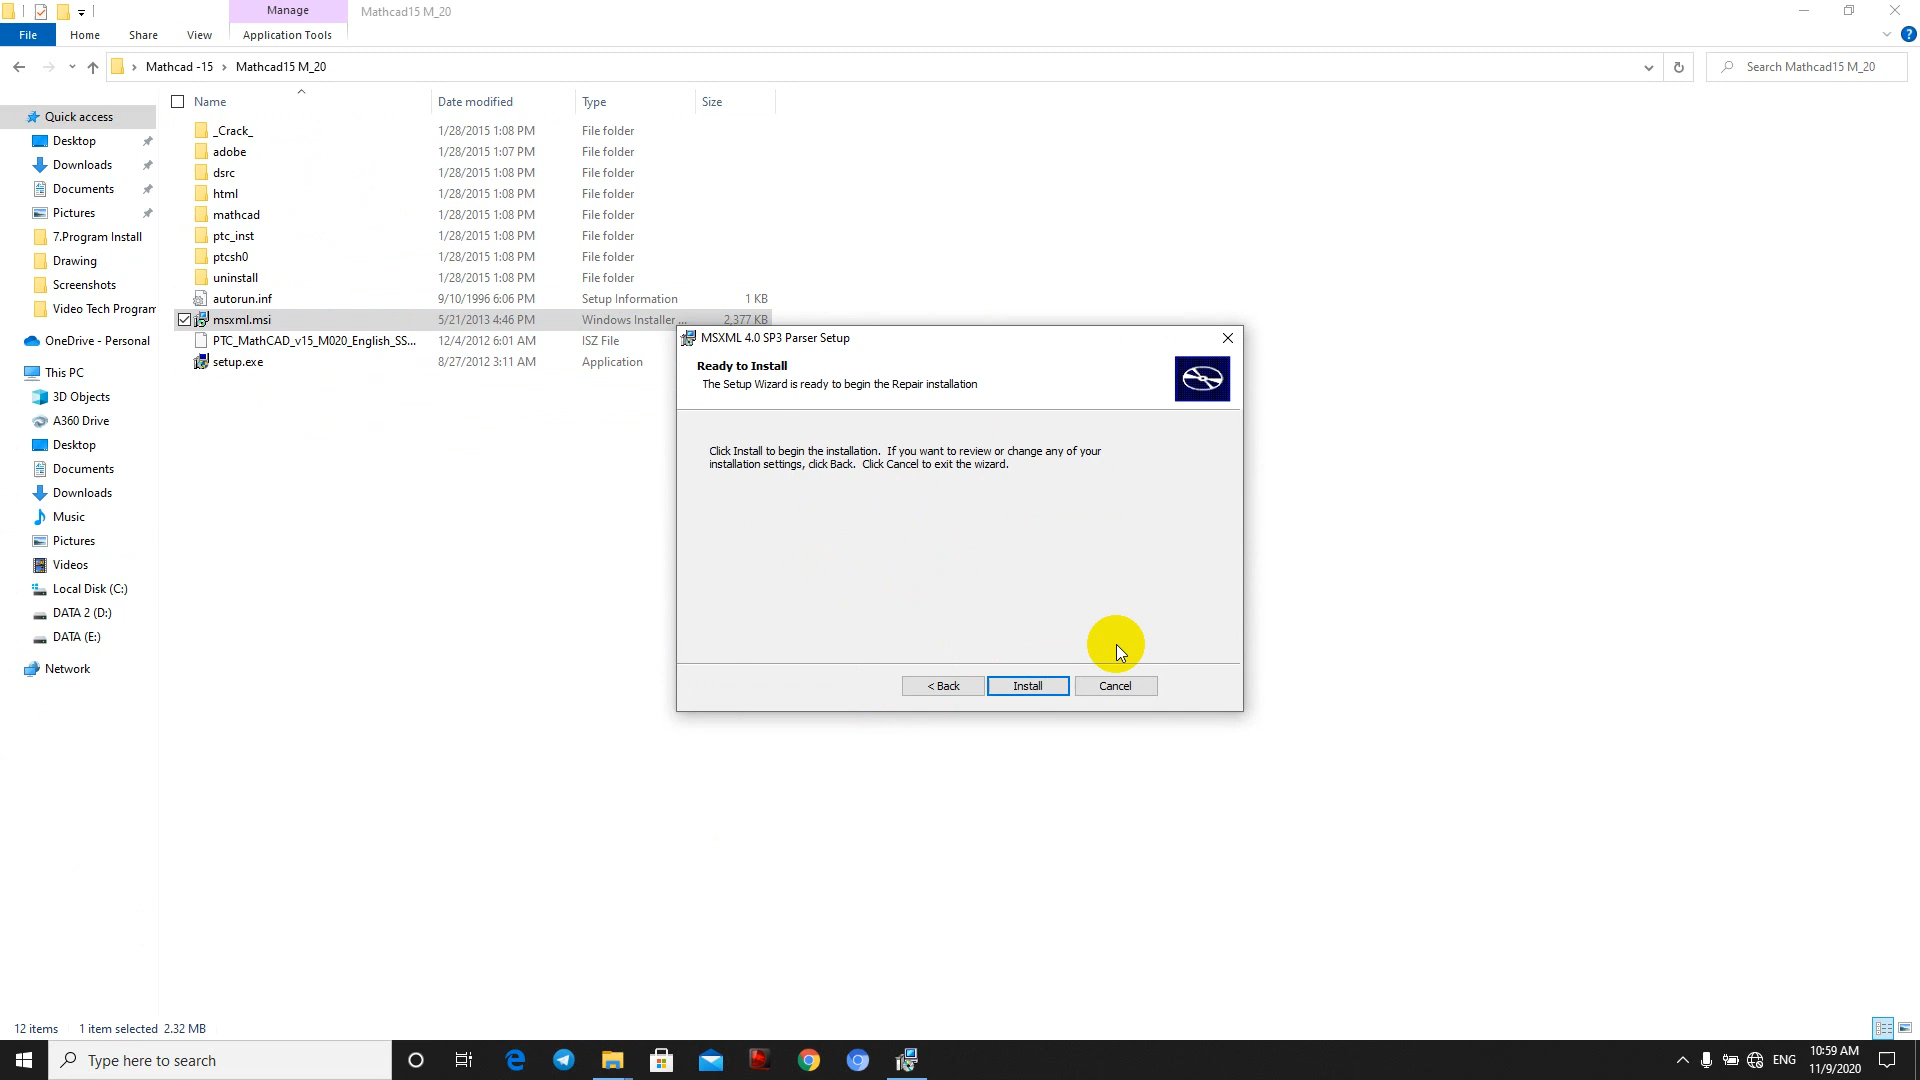 Manage
Mathcad15 M_20
File
Home
Share
View
Application Tools
Mathcad -15
Mathcad15 M_20
Search Mathcad15 M_20
Name
Date modified
Type
Size
Quick access
Desktop
Downloads
Documents
Pictures
7.Program Install
Drawing
Screenshots
Video Tech Program
OneDrive - Personal
This PC
3D Objects
A360 Drive
Desktop
Documents
Downloads
Music
Pictures
Videos
Local Disk (C:)
DATA 2 (D:)
DATA (E:)
Network
_Crack_ 1/28/2015 1:08 PM File folder
adobe 1/28/2015 1:07 PM File folder
dsrc 1/28/2015 1:08 PM File folder
html 1/28/2015 1:08 PM File folder
mathcad 1/28/2015 1:08 PM File folder
ptc_inst 1/28/2015 1:08 PM File folder
ptcsh0 1/28/2015 1:08 PM File folder
uninstall 1/28/2015 1:08 PM File folder
autorun.inf 9/10/1996 6:06 PM Setup Information 1 KB
msxml.msi 5/21/2013 4:46 PM Windows Installer ... 2,377 KB
PTC_MathCAD_v15_M020_English_SS... 12/4/2012 6:01 AM ISZ File
setup.exe 8/27/2012 3:11 AM Application
MSXML 4.0 SP3 Parser Setup
Ready to Install
The Setup Wizard is ready to begin the Repair installation
Click Install to begin the installation. If you want to review or change any of your
installation settings, click Back. Click Cancel to exit the wizard.
< Back
Install
Cancel
12 items
1 item selected 2.32 MB
Type here to search
ENG
10:59 AM
11/9/2020